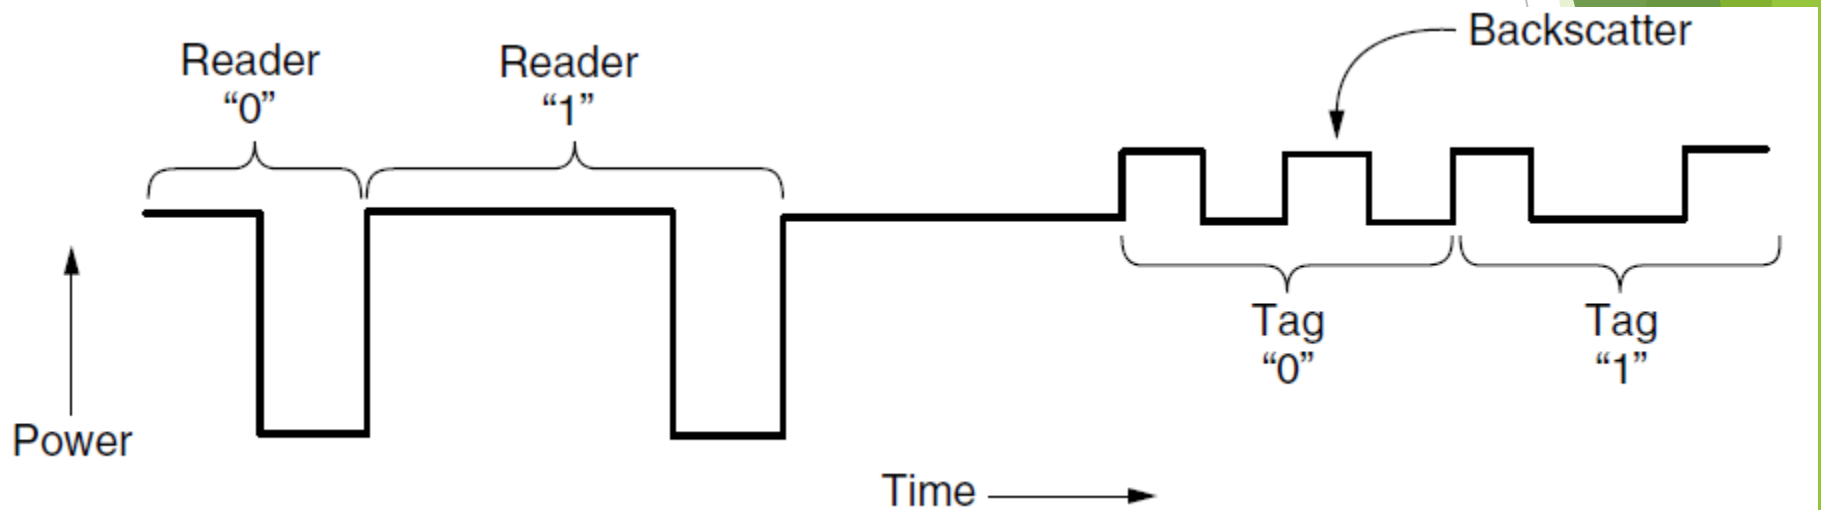 Backscatter
Reader
“0”
Reader
“1”
Tag
“0”
Tag
“1”
Power
Time